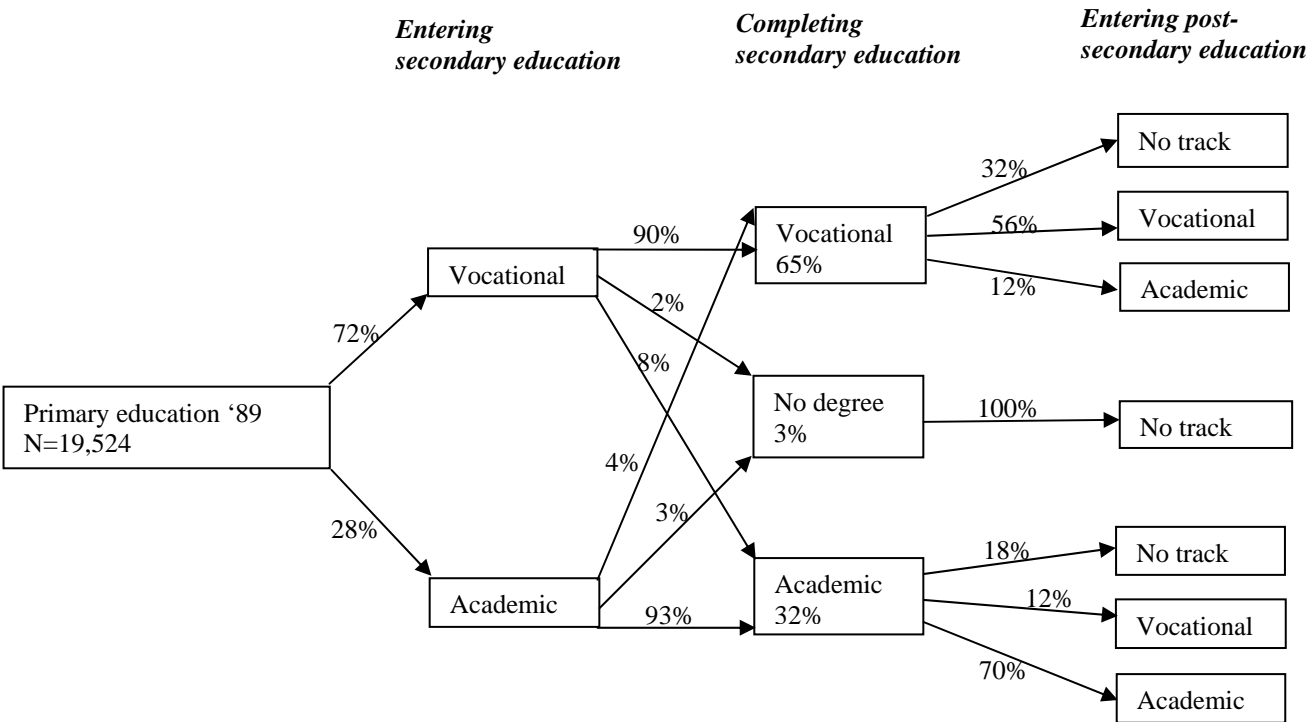 Entering
secondary education
Completing
secondary education
Entering post-
secondary education
No track
32%
Vocational
65%
56%
Vocational
90%
Vocational
12%
Academic
2%
72%
8%
Primary education ‘89
N=19,524
No degree
3%
100%
No track
4%
3%
28%
18%
No track
Academic
93%
Academic
32%
12%
Vocational
70%
Academic